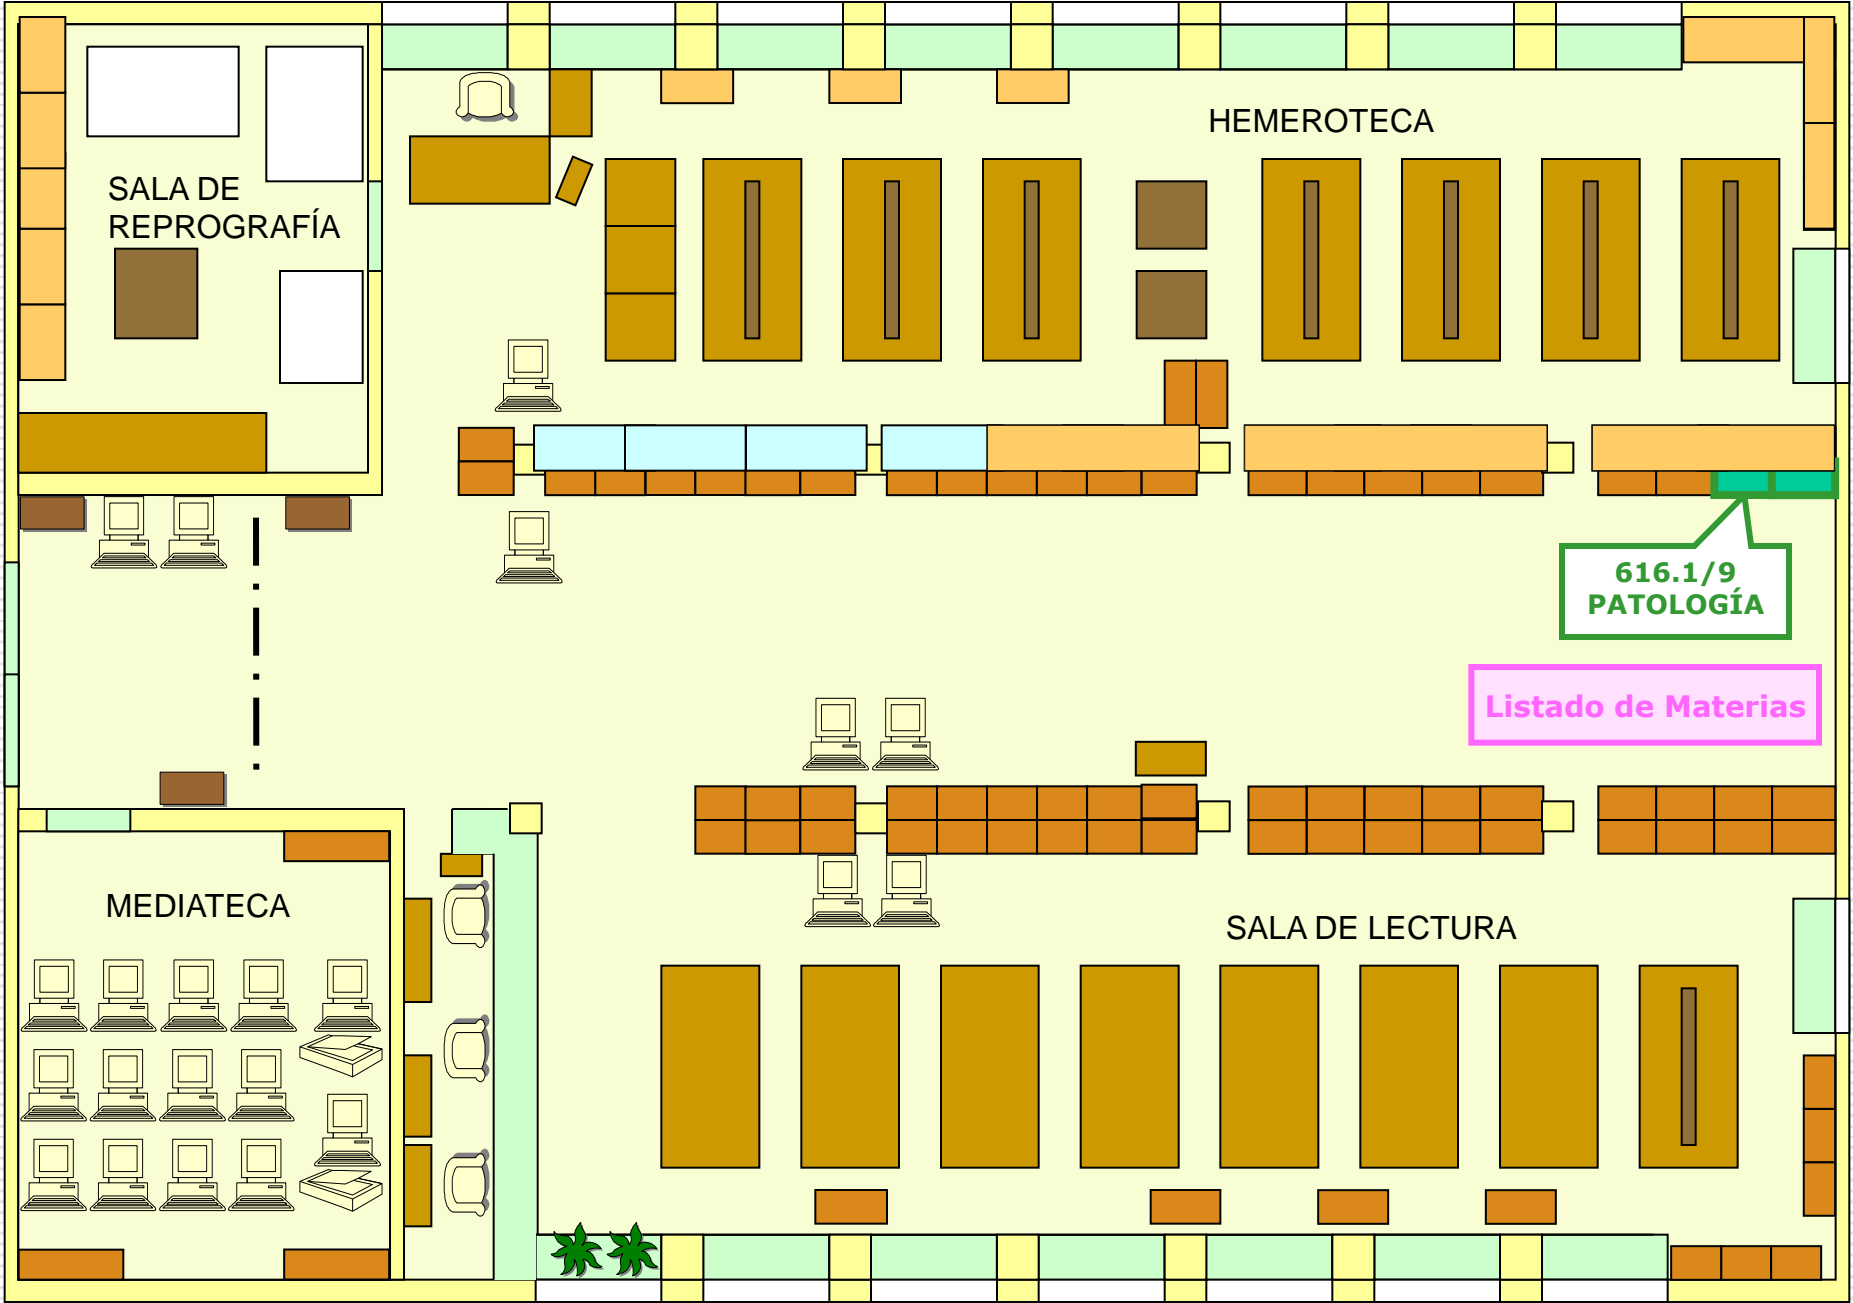 HEMEROTECA
SALA DE
REPROGRAFÍA
616.1/9
PATOLOGÍA
Listado de Materias
MEDIATECA
SALA DE LECTURA